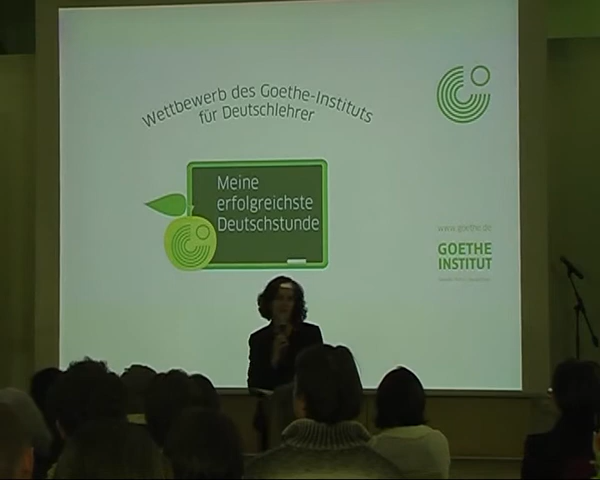 Wettbewerb des Goethe-Instituts
für Deutschlehrer
Meine
erfolgreichste
Deutschstunde
www.goethe.de
GOETHE
INSTITUT